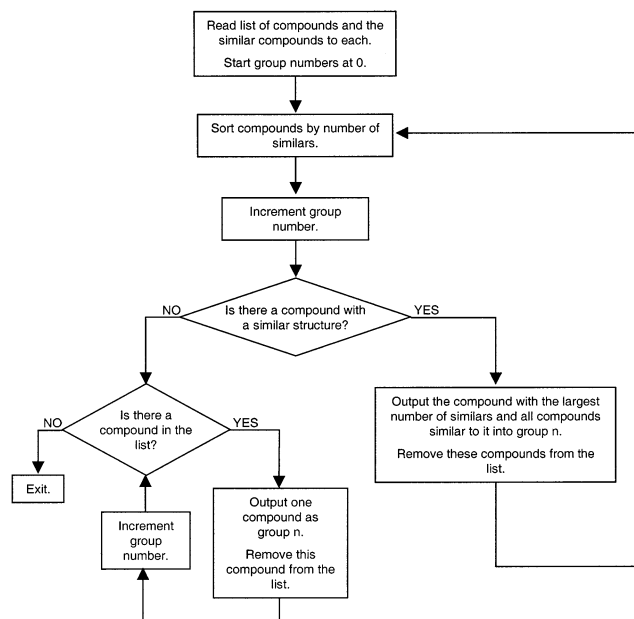 Read list of compounds and the
similar compounds to each.
Start group numbers at 0.
Sort compounds by number of
similars.
Increment group
number.
Is there a compound with
a similar structure?
NO
YES
Is there a
compound in the
list?
NO
YES
Exit.
Increment
group
number.
Output one
compound as
group n.
Remove this
compound from the
list.
Output the compound with the largest
number of similars and all compounds
similar to it into group n.
Remove these compounds from the
list.